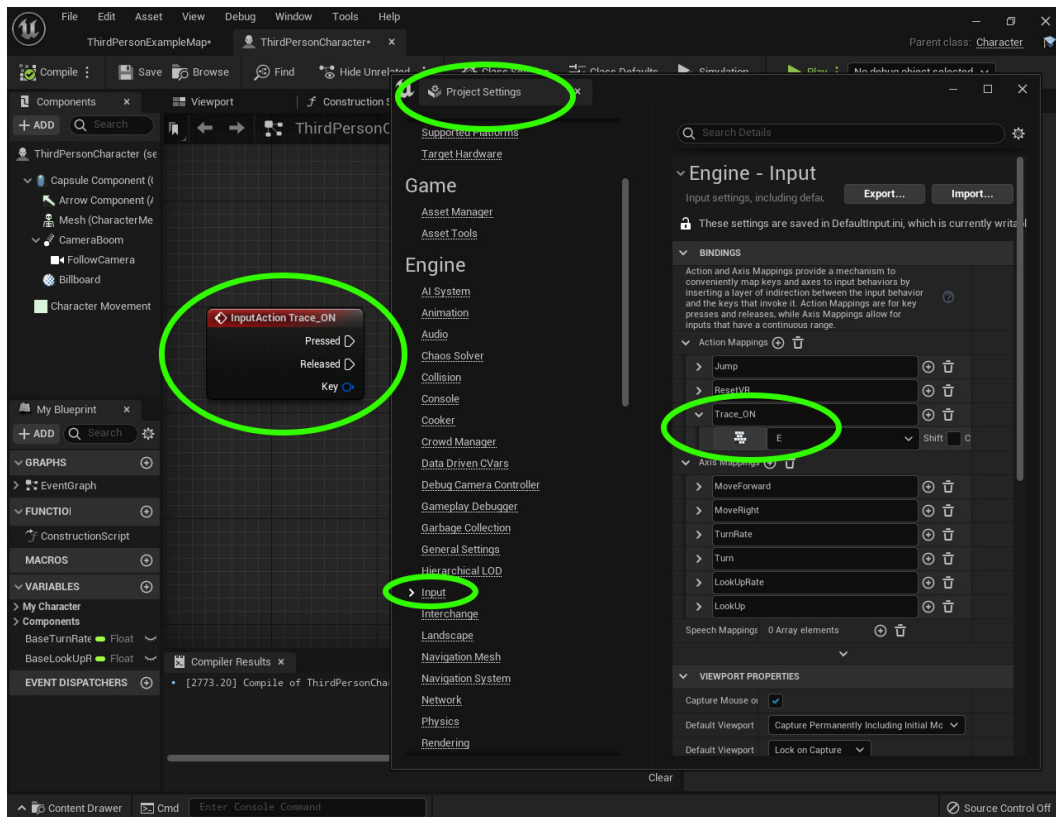 File Edit Asset View Debug Window Tools Help
ThirdPersonExampleMap•
ThirdPersonCharacter•
Parent class: Character
Compile
Save
Browse
Find
Hide Unrelated
Class Defaults
Simulation
Play
No debug object selected
Components
Viewport
Construction S
+ ADD
Search
ThirdPersonC
ThirdPersonCharacter (se
Capsule Component ((
Arrow Component (/
Mesh (CharacterMe
CameraBoom
FollowCamera
Billboard
Character Movement
InputAction Trace_ON
Pressed
Released
Key
My Blueprint
+ ADD
Search
GRAPHS
EventGraph
FUNCTIO
ConstructionScript
MACROS
VARIABLES
My Character
Components
BaseTurnRate
Float
BaseLookUpR
Float
EVENT DISPATCHERS
Compiler Results
• [2773.20] Compile of ThirdPersonCha
Clear
Content Drawer
Cmd
Enter Console Command
Source Control Off
Project Settings
Supported Platforms
Target Hardware
Game
Asset Manager
Asset Tools
Engine
AI System
Animation
Audio
Chaos Solver
Collision
Console
Cooker
Crowd Manager
Data Driven CVars
Debug Camera Controller
Gameplay Debugger
Garbage Collection
General Settings
Hierarchical LOD
Input
Interchange
Landscape
Navigation Mesh
Navigation System
Network
Physics
Rendering
Search Details
Engine - Input
Input settings, including defau
Export...
Import...
These settings are saved in DefaultInput.ini, which is currently writa
BINDINGS
Action and Axis Mappings provide a mechanism to
conveniently map keys and axes to input behaviors by
inserting a layer of indirection between the input behavior
and the keys that invoke it. Action Mappings are for key
presses and releases, while Axis Mappings allow for
inputs that have a continuous range.
Action Mappings
Jump
ResetVR
Trace_ON
E
Shift
C
Axis Mappings
MoveForward
MoveRight
TurnRate
Turn
LookUpRate
LookUp
Speech Mappings 0 Array elements
VIEWPORT PROPERTIES
Capture Mouse o
Default Viewport
Capture Permanently Including Initial Mc
Default Viewport
Lock on Capture